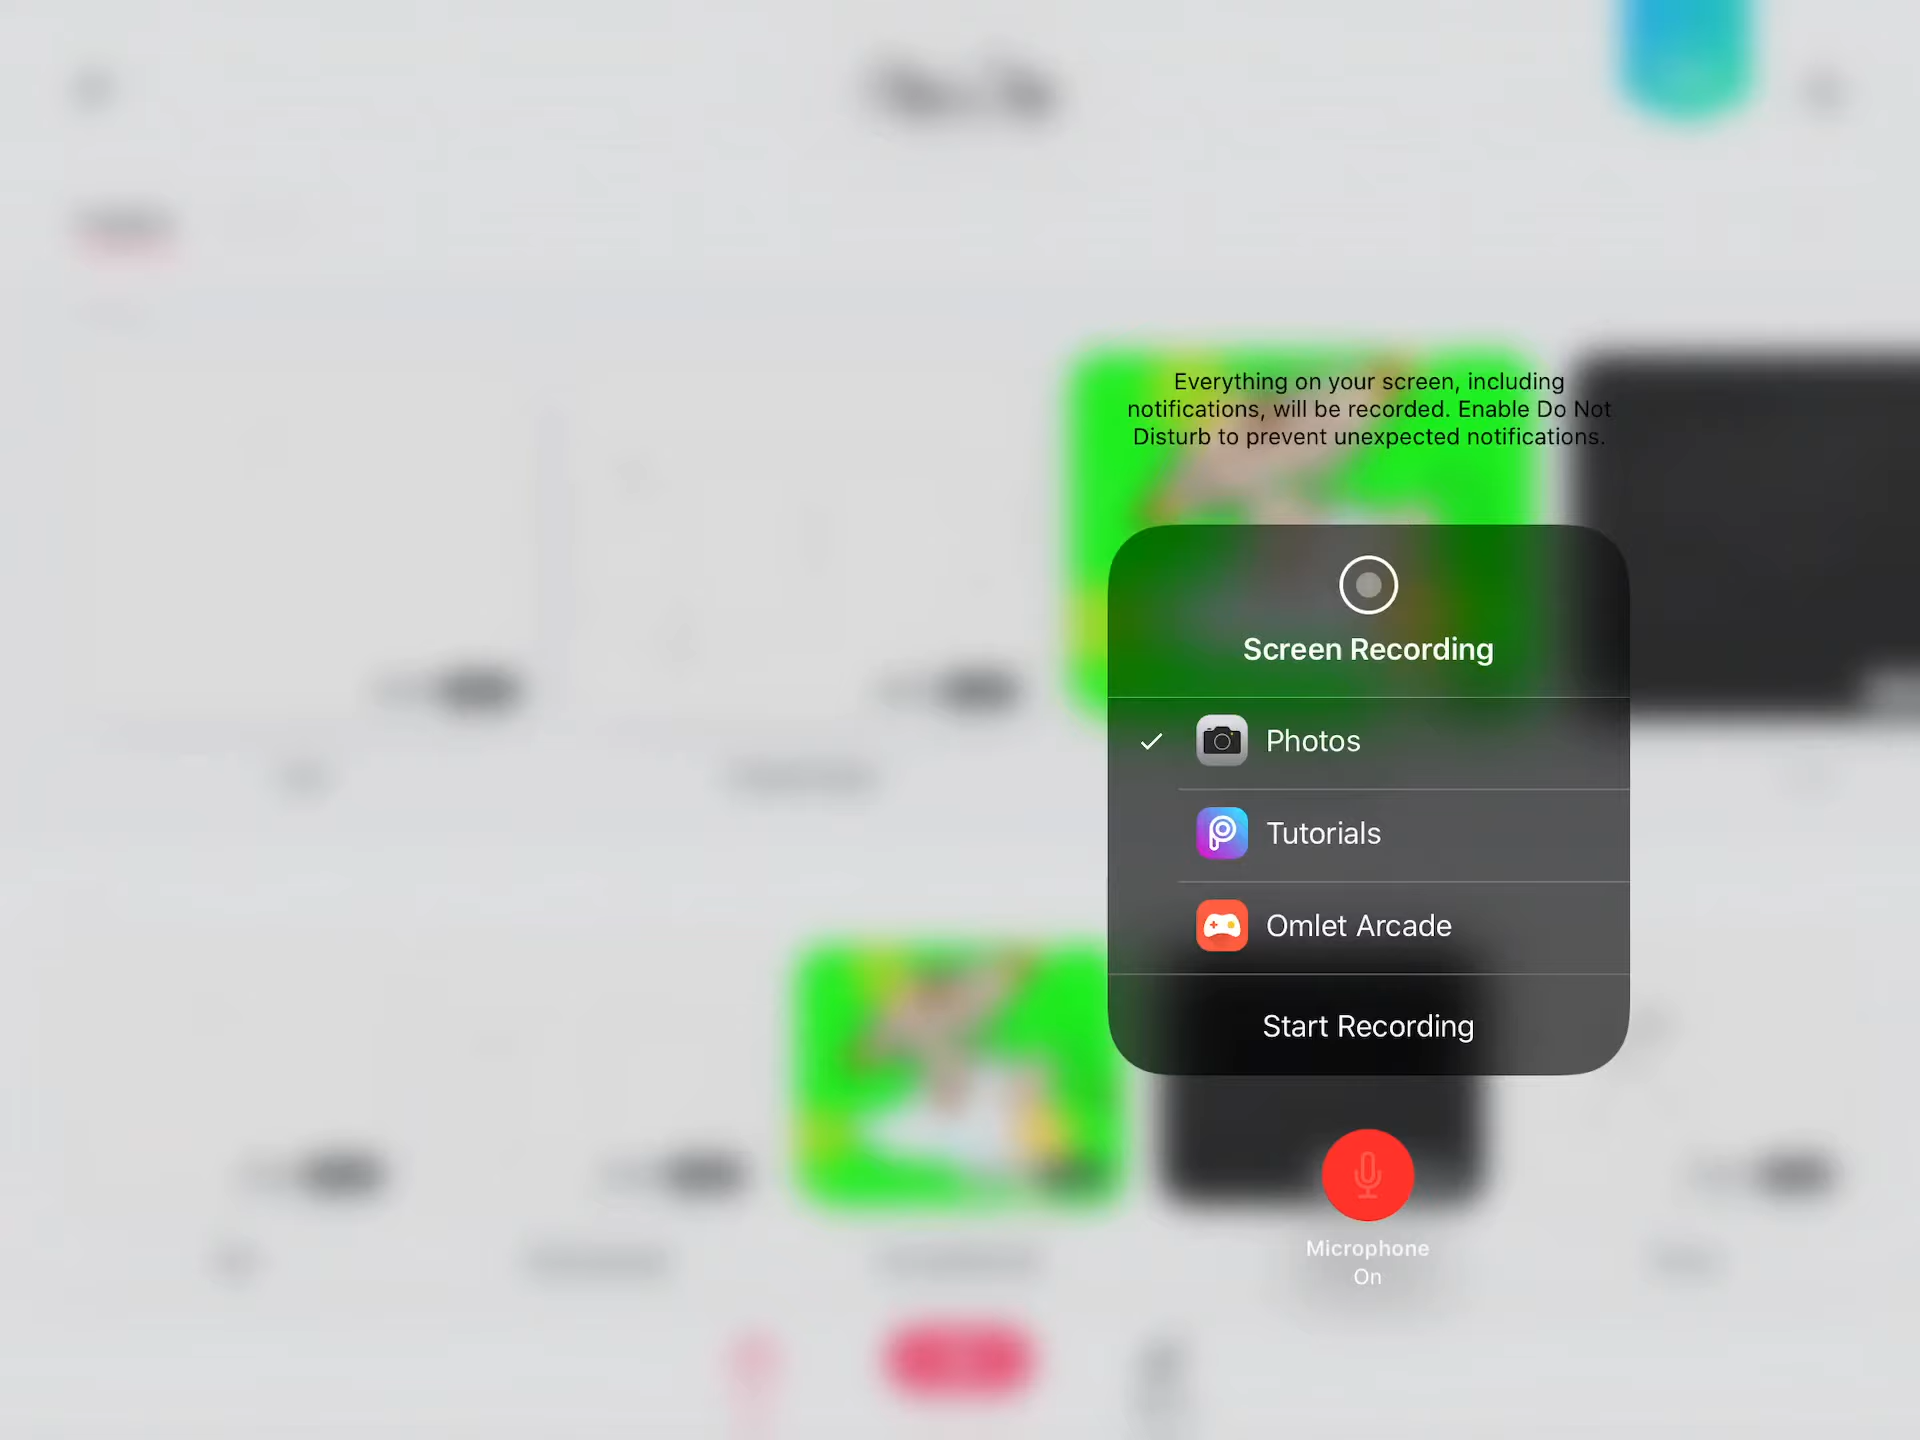 Everything on your screen, including
notifications, will be recorded. Enable Do Not
Disturb to prevent unexpected notifications.
Screen Recording
Photos
Tutorials
Omlet Arcade
Start Recording
Microphone
On